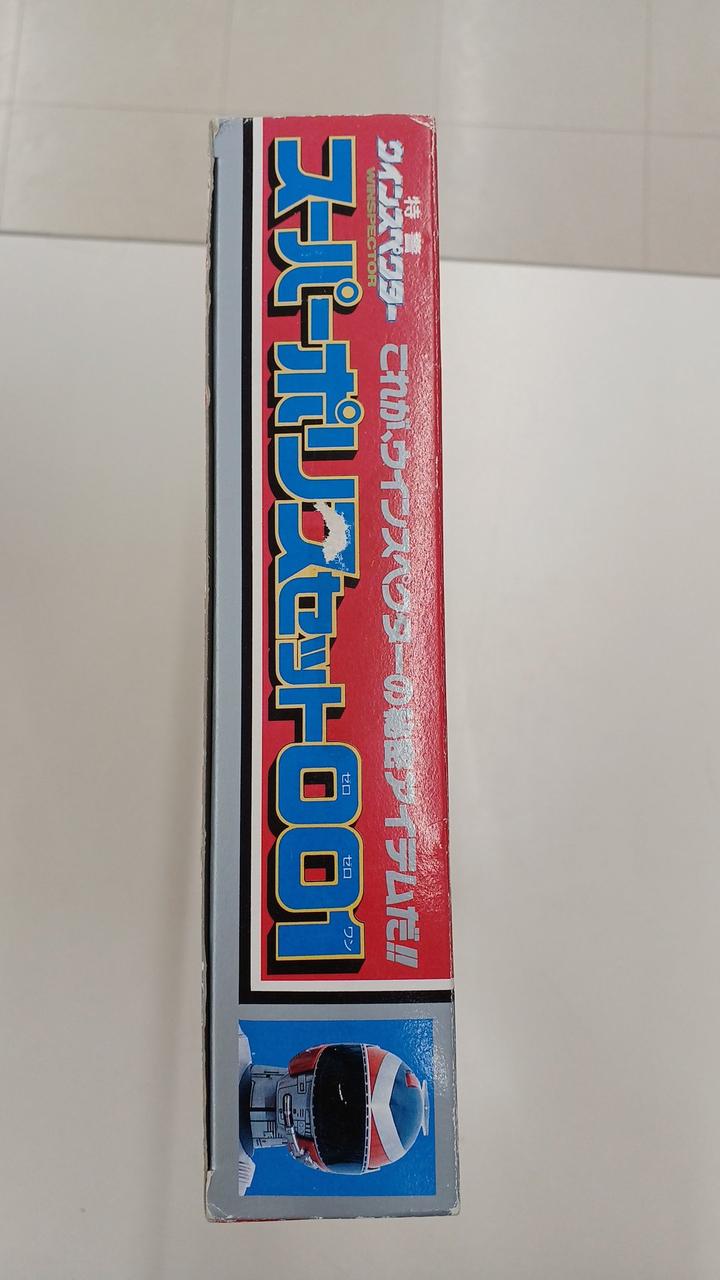 特警
ウインスペクター
WINSPECTOR
これが、ウインスペクターの装備アイテムだ!!
スーパーポリスセット001
ゼロ ゼロ ワン